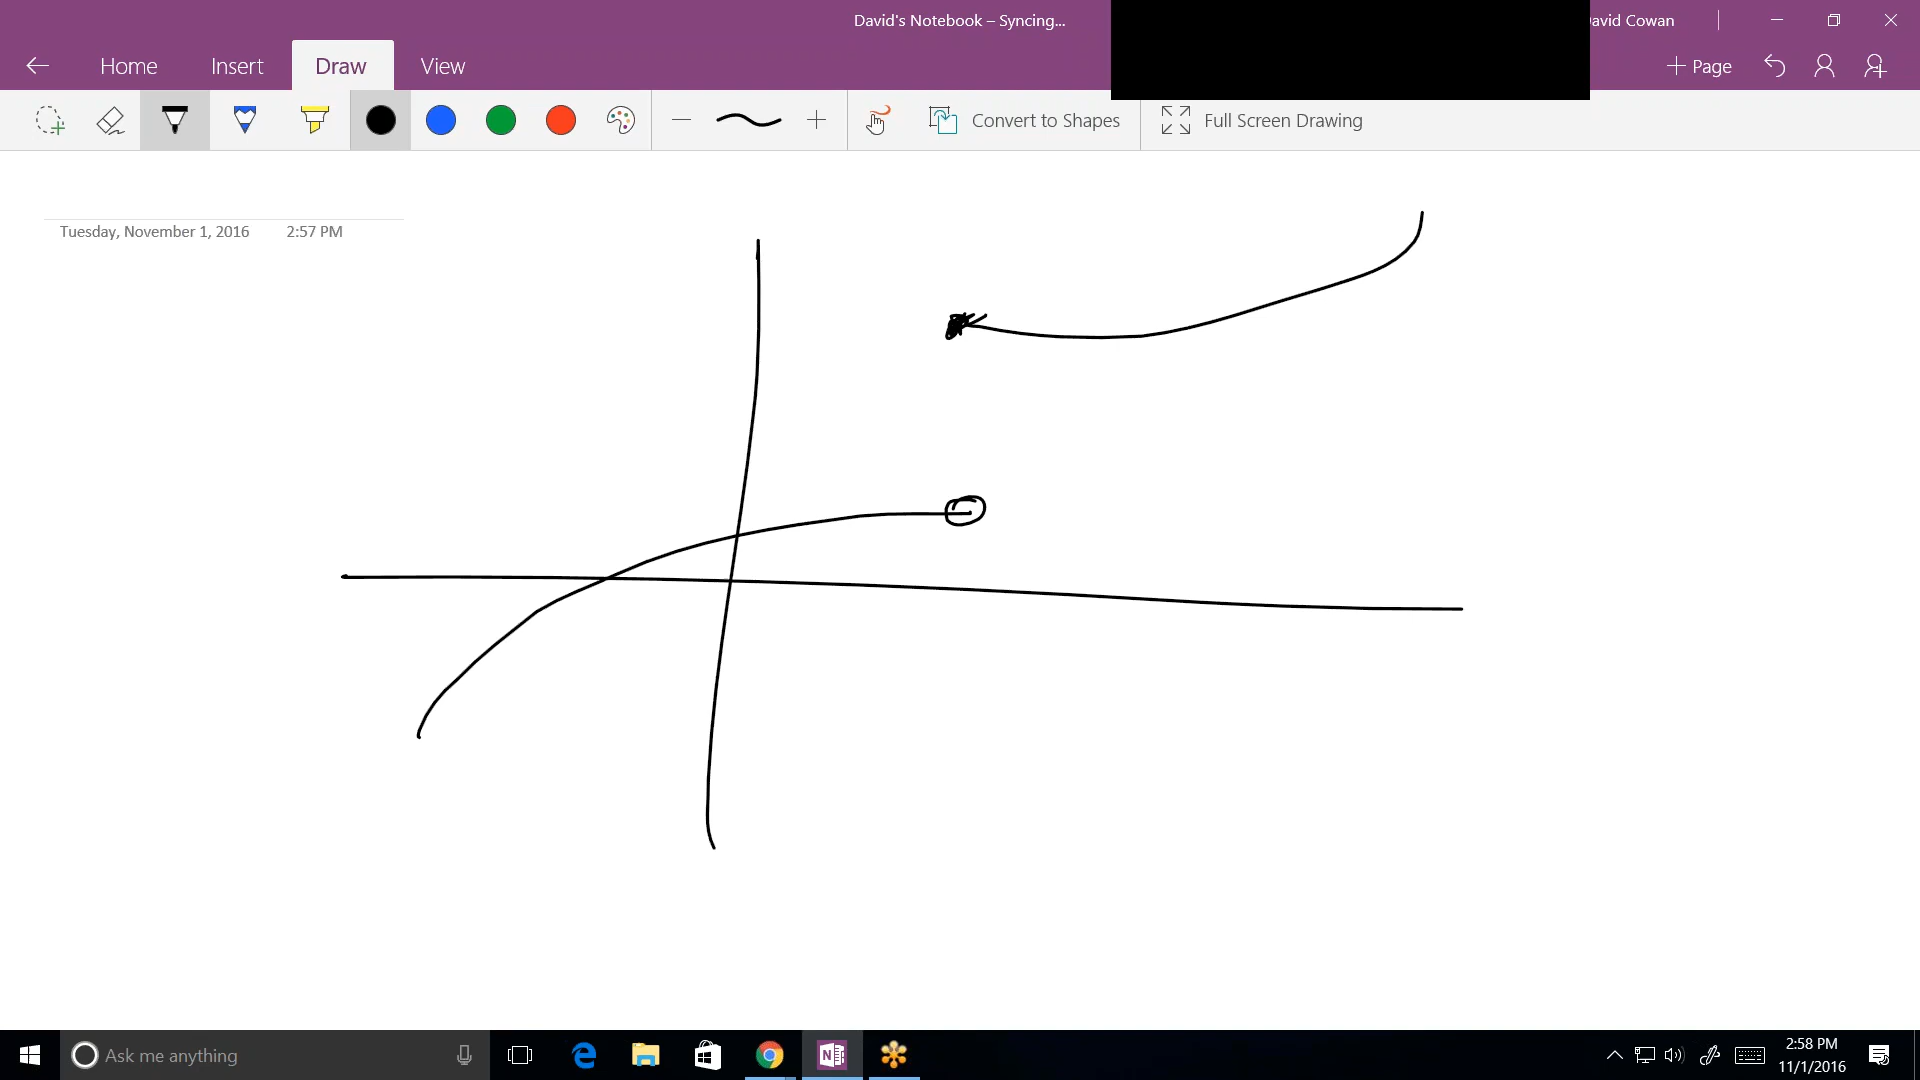 David's Notebook – Syncing...
avid Cowan
Home
Insert
Draw
View
Page
Convert to Shapes
Full Screen Drawing
Tuesday, November 1, 2016 2:57 PM
Ask me anything
2:58 PM
11/1/2016